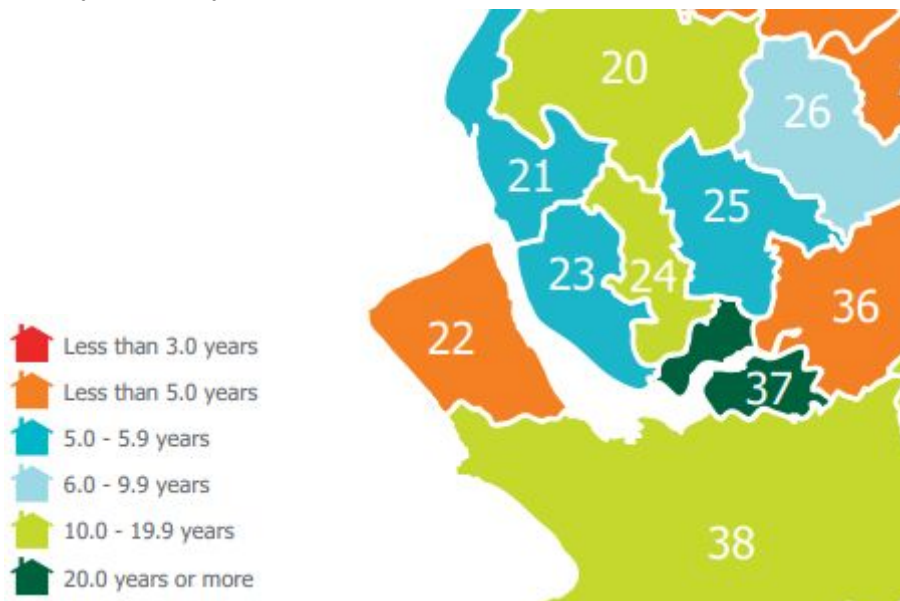 20
26
21
25
23
24
22
36
37
38
Less than 3.0 years
Less than 5.0 years
5.0 - 5.9 years
6.0 - 9.9 years
10.0 - 19.9 years
20.0 years or more